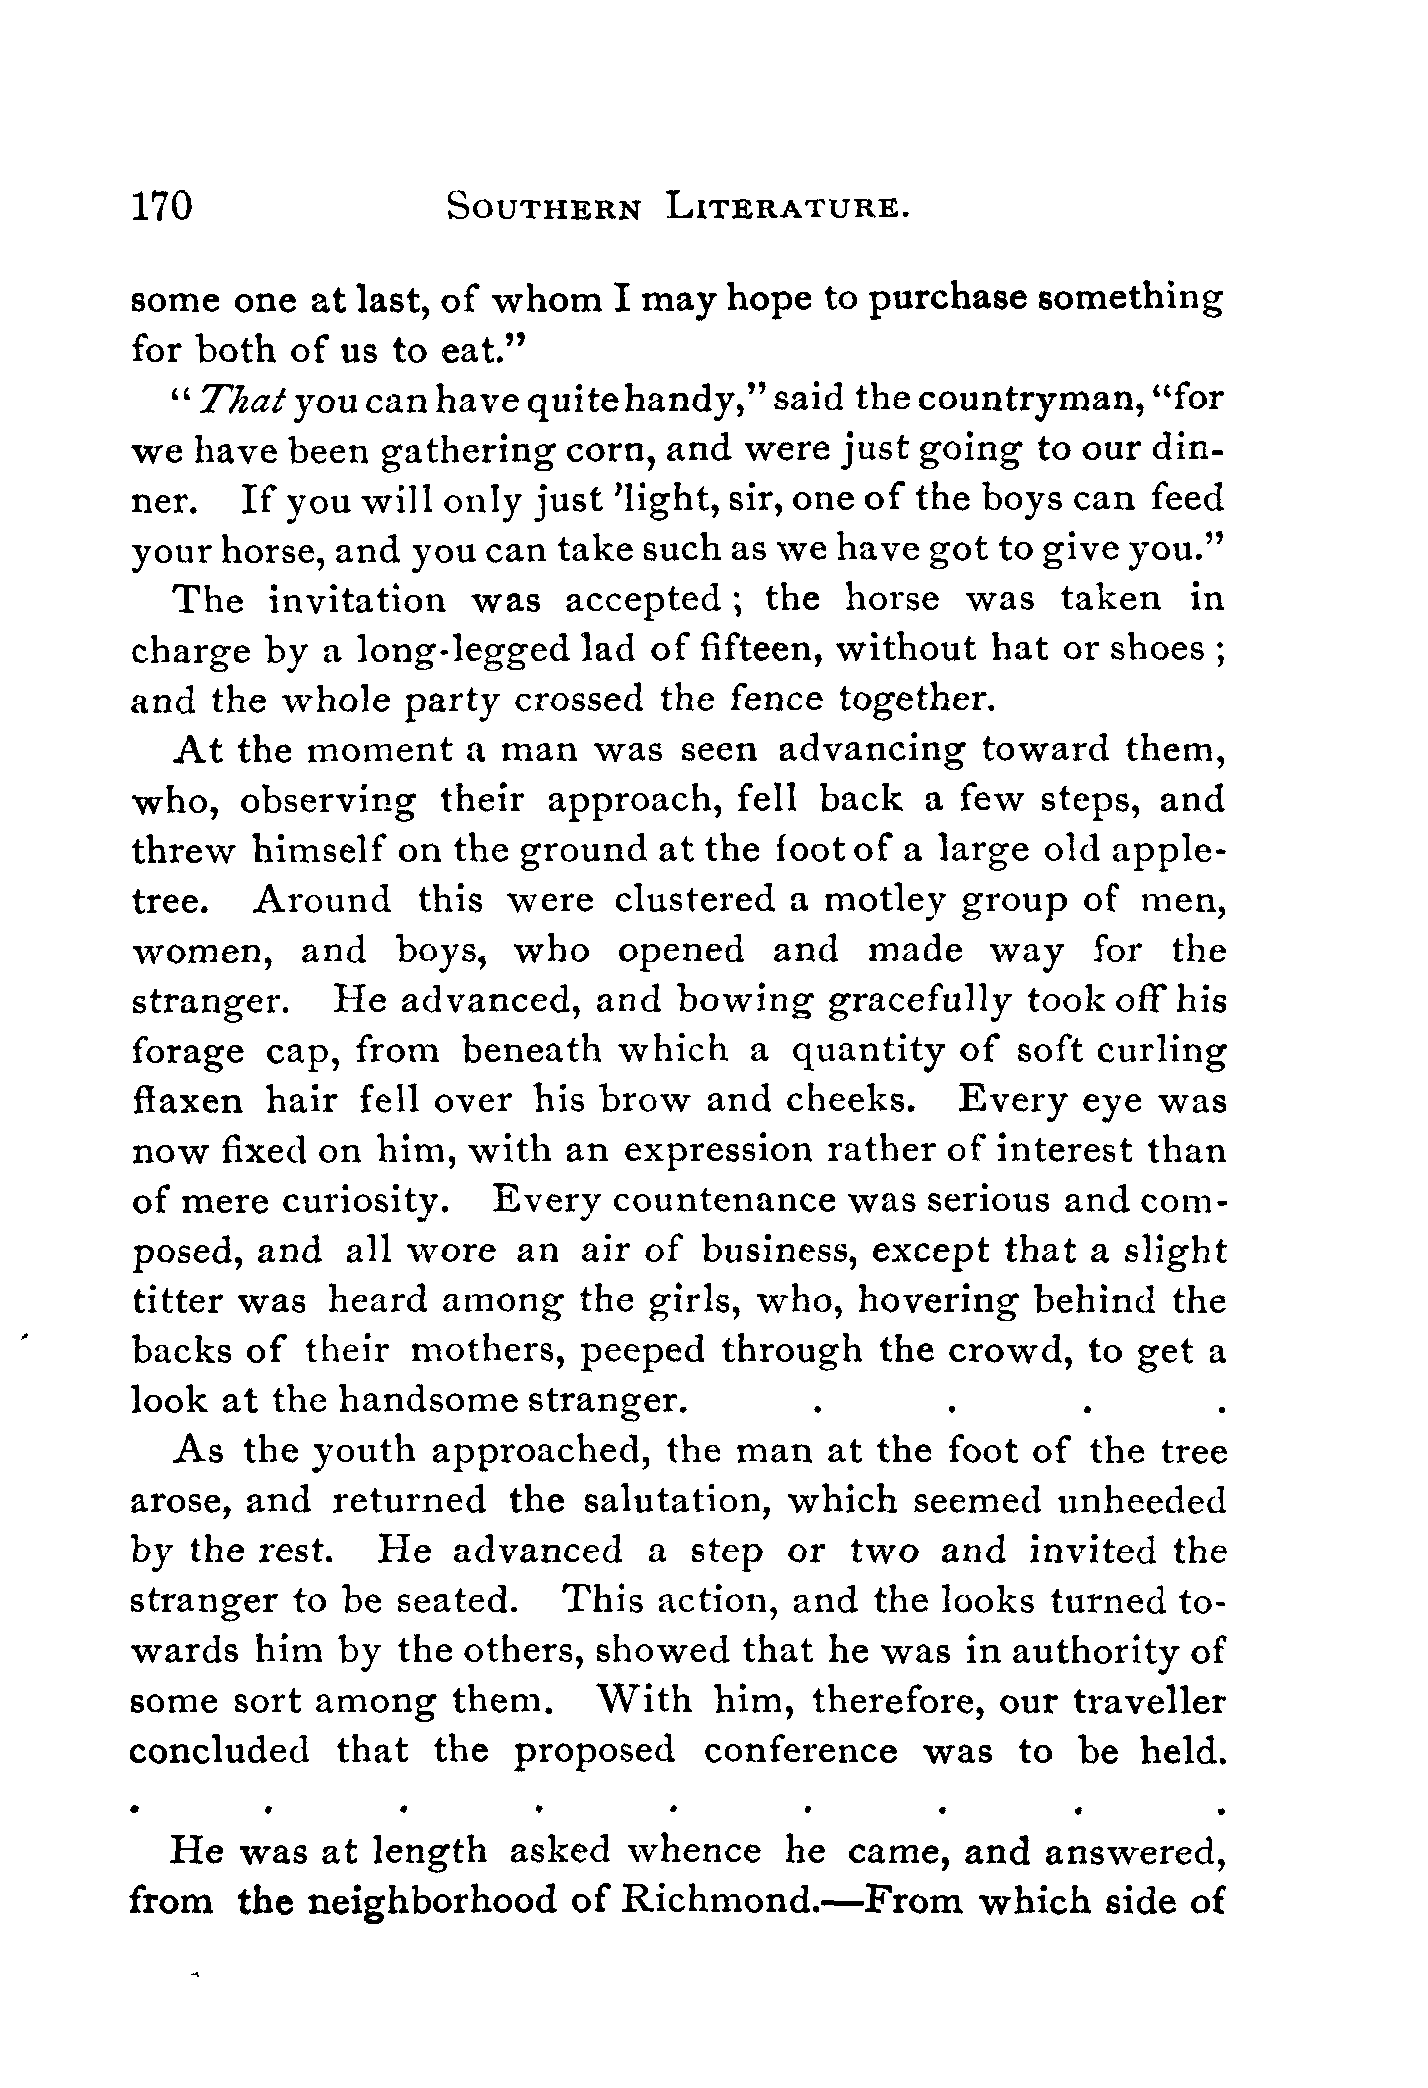 170 SOUTHERN LITERATURE.
some one at last, of whom I may hope to purchase something
for both of us to eat.”
“ That you can have quite handy,” said the countryman, “for
we have been gathering corn, and were just going to our din-
ner. If you will only just ’light, sir, one of the boys can feed
your horse, and you can take such as we have got to give you.”
The invitation was accepted ; the horse was taken in
charge by a long-legged lad of fifteen, without hat or shoes ;
and the whole party crossed the fence together.
At the moment a man was seen advancing toward them,
who, observing their approach, fell back a few steps, and
threw himself on the ground at the foot of a large old apple-
tree. Around this were clustered a motley group of men,
women, and boys, who opened and made way for the
stranger. He advanced, and bowing gracefully took off his
forage cap, from beneath which a quantity of soft curling
flaxen hair fell over his brow and cheeks. Every eye was
now fixed on him, with an expression rather of interest than
of mere curiosity. Every countenance was serious and com-
posed, and all wore an air of business, except that a slight
titter was heard among the girls, who, hovering behind the
backs of their mothers, peeped through the crowd, to get a
look at the handsome stranger. . . . .
As the youth approached, the man at the foot of the tree
arose, and returned the salutation, which seemed unheeded
by the rest. He advanced a step or two and invited the
stranger to be seated. This action, and the looks turned to-
wards him by the others, showed that he was in authority of
some sort among them. With him, therefore, our traveller
concluded that the proposed conference was to be held.
. . . . . . . . .
He was at length asked whence he came, and answered,
from the neighborhood of Richmond.—From which side of